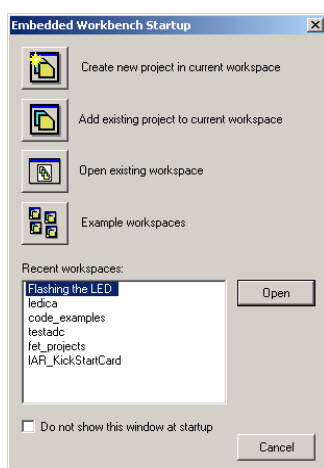 Embedded Workbench Startup
Create new project in current workspace
Add existing project to current workspace
Open existing workspace
Example workspaces
Recent workspaces:
Flashing the LED
Open
ledica
code_examples
testadc
fet_projects
IAR_KickStartCard
Do not show this window at startup
Cancel